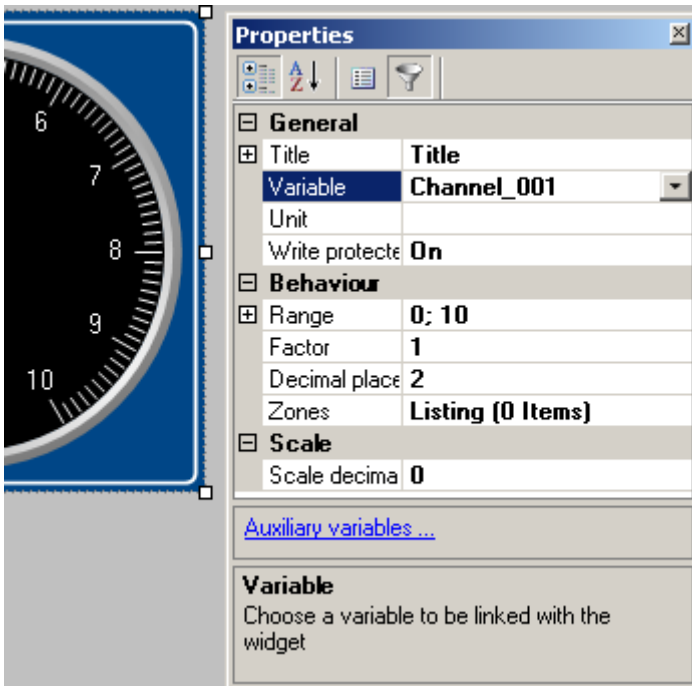 Properties
General
Title Title
Variable Channel_001
Unit
Write protecte On
Behaviour
Range 0; 10
Factor 1
Decimal place 2
Zones Listing (0 Items)
Scale
Scale decima 0
Auxiliary variables ...
Variable
Choose a variable to be linked with the
widget
6
7
8
9
10